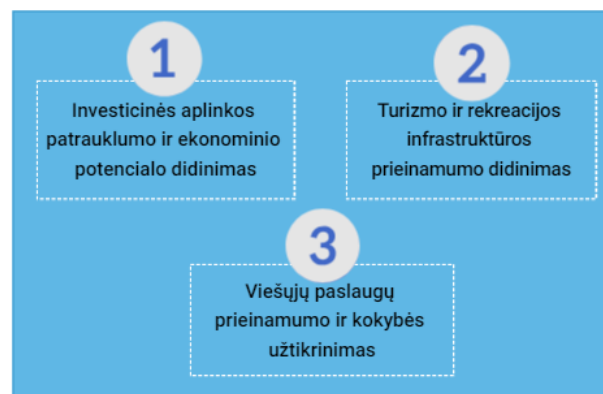 1
Investicinės aplinkos
patrauklumo ir ekonominio
potencialo didinimas
2
Turizmo ir rekreacijos
infrastruktūros
prieinamumo didinimas
3
Viešųjų paslaugų
prieinamumo ir kokybės
užtikrinimas